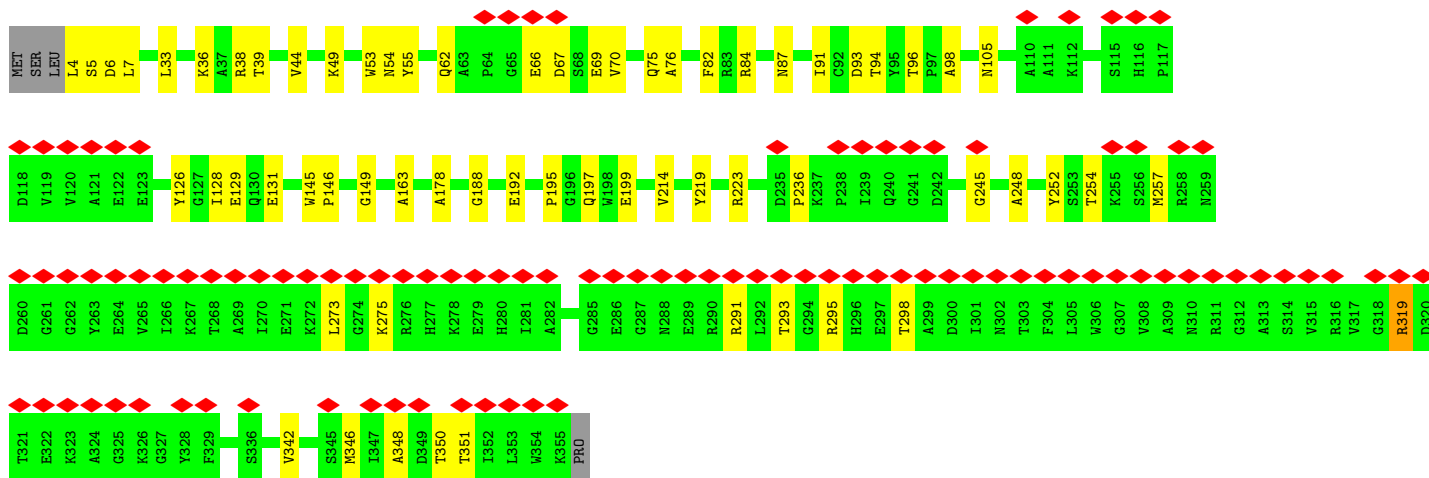 MET SER LEU L4 S5 D6 L7 L33 K36 A37 R38 T39 V44 K49 W53 N54 Y55 Q62 A63 P64 G65 E66 D67 S68 E69 V70 Q75 A76 F82 R83 R84 N87 I91 C92 D93 T94 Y95 T96 P97 A98 N105 A110 A111 K112 S115 H116 P117
D118 V119 V120 A121 E122 E123 Y126 G127 I128 E129 Q130 E131 W145 P146 G149 A163 A178 G188 E192 P195 G196 Q197 W198 E199 V214 Y219 R223 D235 P236 K237 P238 I239 Q240 G241 D242 G245 A248 Y252 S253 T254 K255 S256 M257 R258 N259
D260 G261 G262 Y263 E264 V265 I266 K267 T268 A269 I270 E271 K272 L273 G274 K275 R276 H277 K278 E279 H280 I281 A282 G285 E286 G287 N288 E289 R290 R291 L292 T293 G294 R295 H296 E297 T298 A299 D300 I301 N302 T303 F304 L305 W306 G307 V308 A309 N310 R311 G312 A313 S314 V315 R316 V317 G318 R319 D320
T321 E322 K323 A324 G325 K326 G327 Y328 F329 S336 V342 S345 M346 I347 A348 D349 T350 T351 I352 L353 W354 K355 PRO